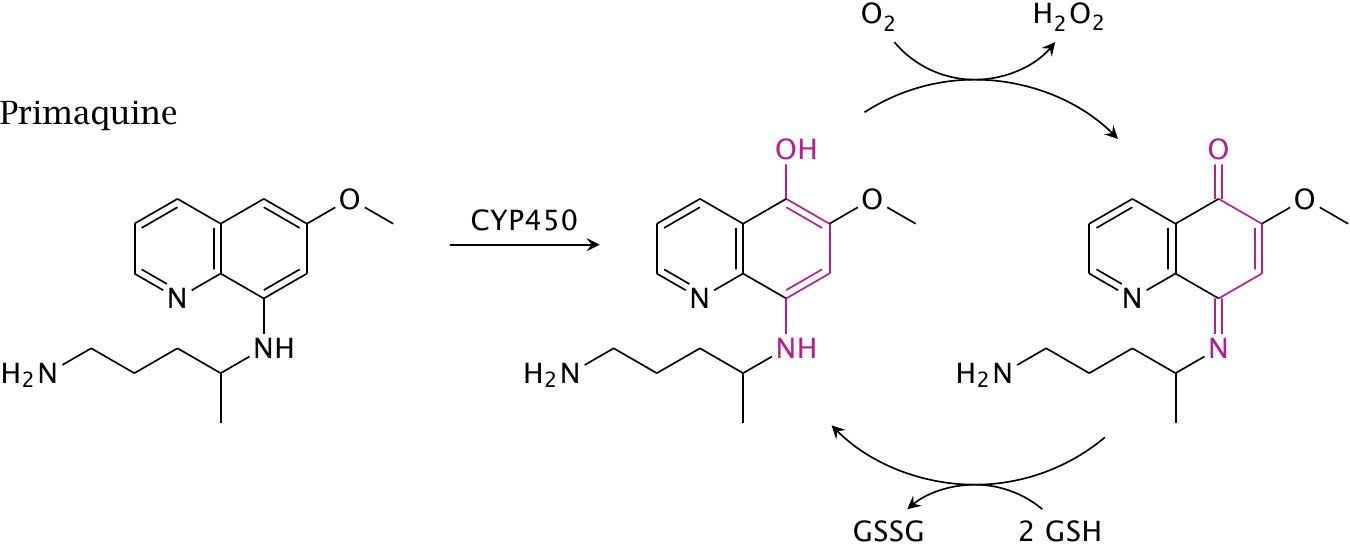 O2
H2O2
Primaquine
OH
O
O
CYP450
O
O
N
N
N
NH
NH
N
H2N
H2N
H2N
GSSG
2 GSH